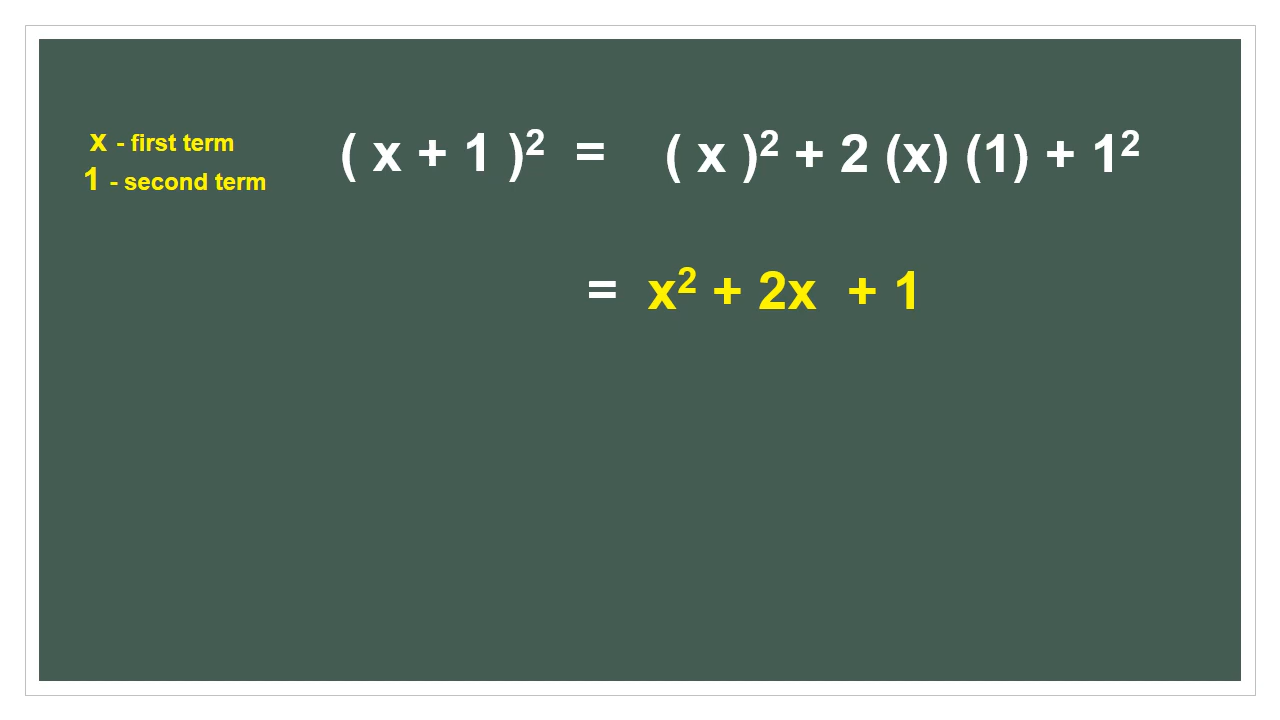 x - first term
1 - second term
( x + 1 )² = ( x )² + 2 (x) (1) + 1²
= x² + 2x + 1